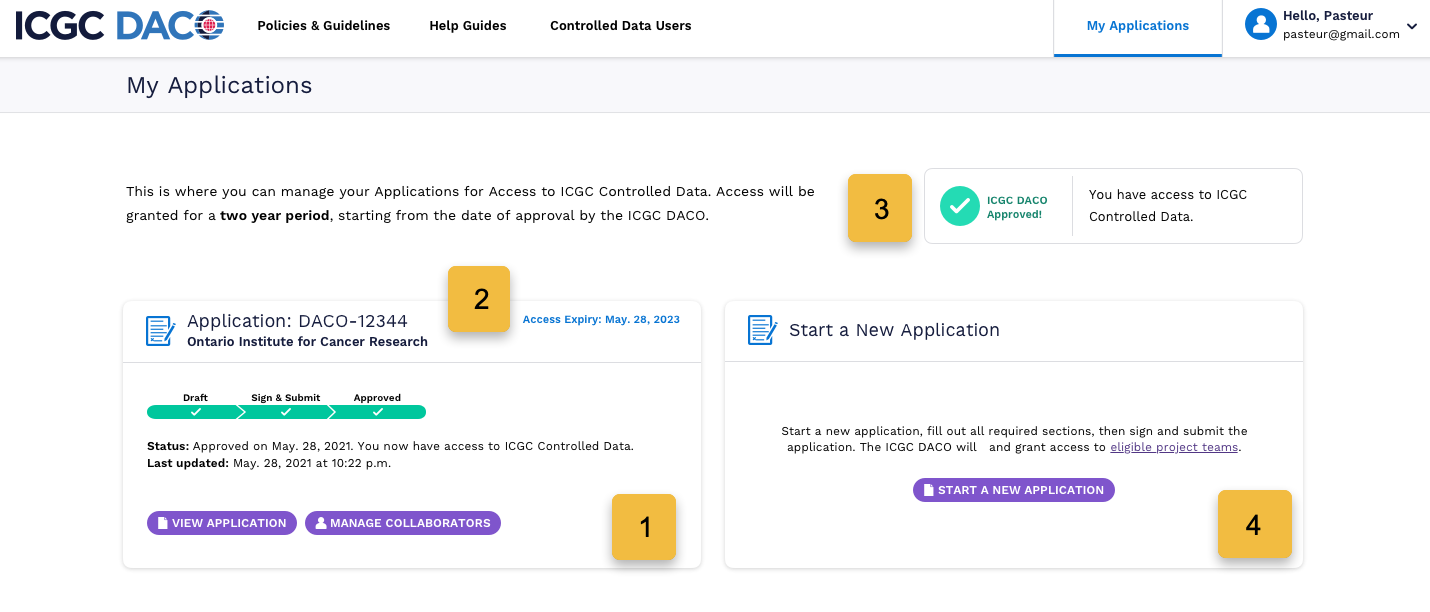 ICGC DACO
Policies & Guidelines
Help Guides
Controlled Data Users
My Applications
Hello, Pasteur
pasteur@gmail.com
My Applications
This is where you can manage your Applications for Access to ICGC Controlled Data. Access will be
granted for a two year period, starting from the date of approval by the ICGC DACO.
3
ICGC DACO
Approved!
You have access to ICGC
Controlled Data.
2
Application: DACO-12344
Ontario Institute for Cancer Research
Access Expiry: May. 28, 2023
Draft
Sign & Submit
Approved
Status: Approved on May. 28, 2021. You now have access to ICGC Controlled Data.
Last updated: May. 28, 2021 at 10:22 p.m.
VIEW APPLICATION
MANAGE COLLABORATORS
1
Start a New Application
Start a new application, fill out all required sections, then sign and submit the
application. The ICGC DACO will and grant access to eligible project teams.
START A NEW APPLICATION
4